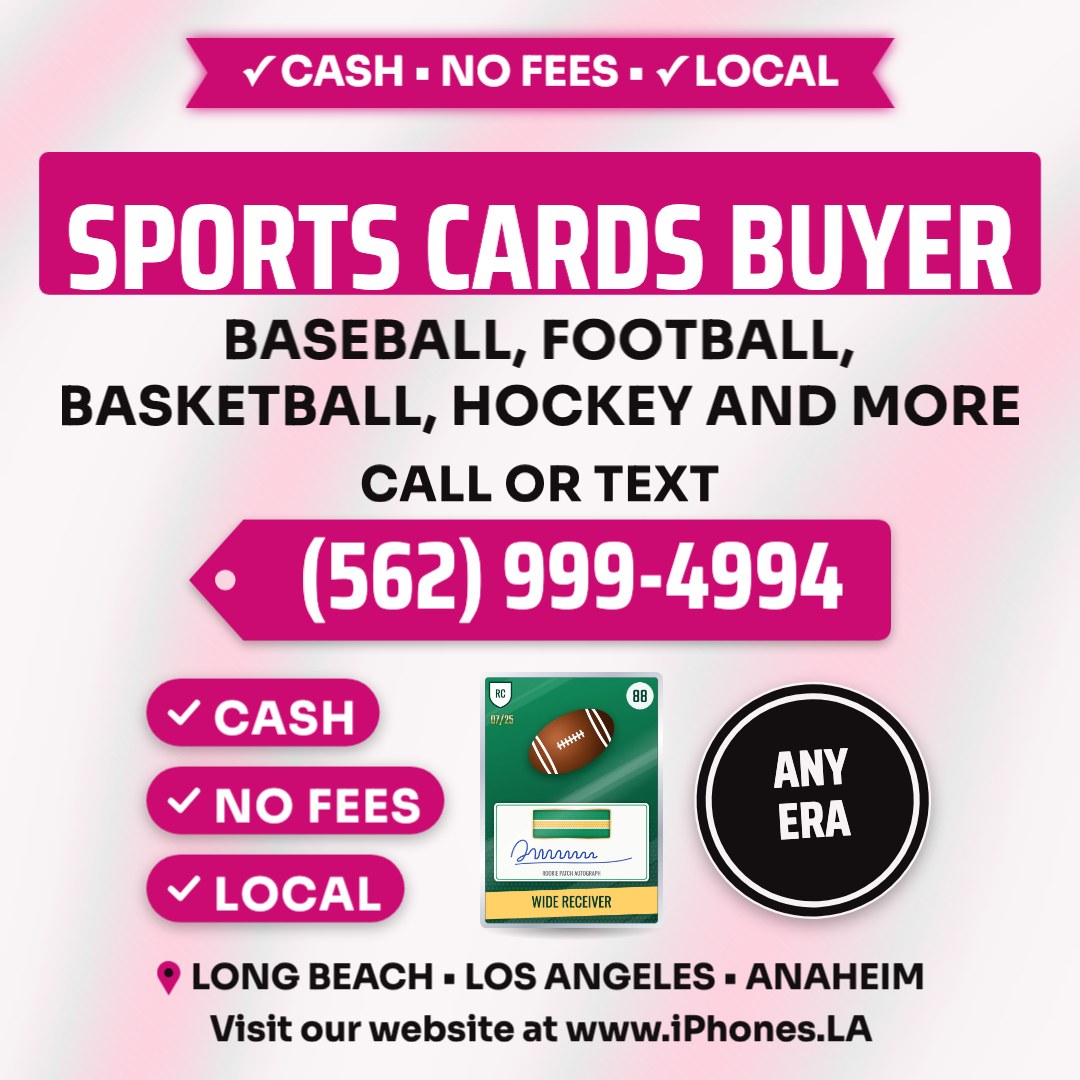 ✓CASH ▪ NO FEES ▪ ✓LOCAL
SPORTS CARDS BUYER
BASEBALL, FOOTBALL,
BASKETBALL, HOCKEY AND MORE
CALL OR TEXT
(562) 999-4994
✓ CASH
✓ NO FEES
✓ LOCAL
RC
88
07/25
ROOKIE PATCH AUTOGRAPH
WIDE RECEIVER
ANY
ERA
LONG BEACH ▪ LOS ANGELES ▪ ANAHEIM
Visit our website at www.iPhones.LA